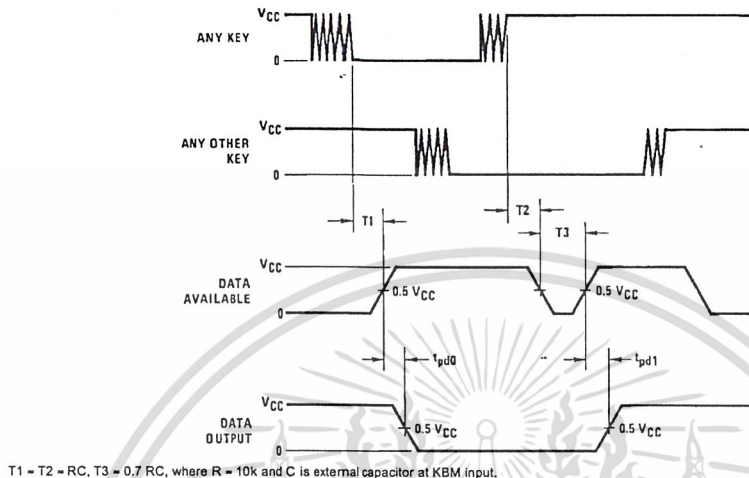 VCC
ANY KEY
0
VCC
ANY OTHER
KEY
0
T1
T2
T3
VCC
DATA
AVAILABLE
0
0.5 VCC
0.5 VCC
tpd0
tpd1
VCC
DATA
OUTPUT
0
0.5 VCC
0.5 VCC
T1 = T2 = RC, T3 = 0.7 RC, where R = 10k and C is external capacitor at KBM input.